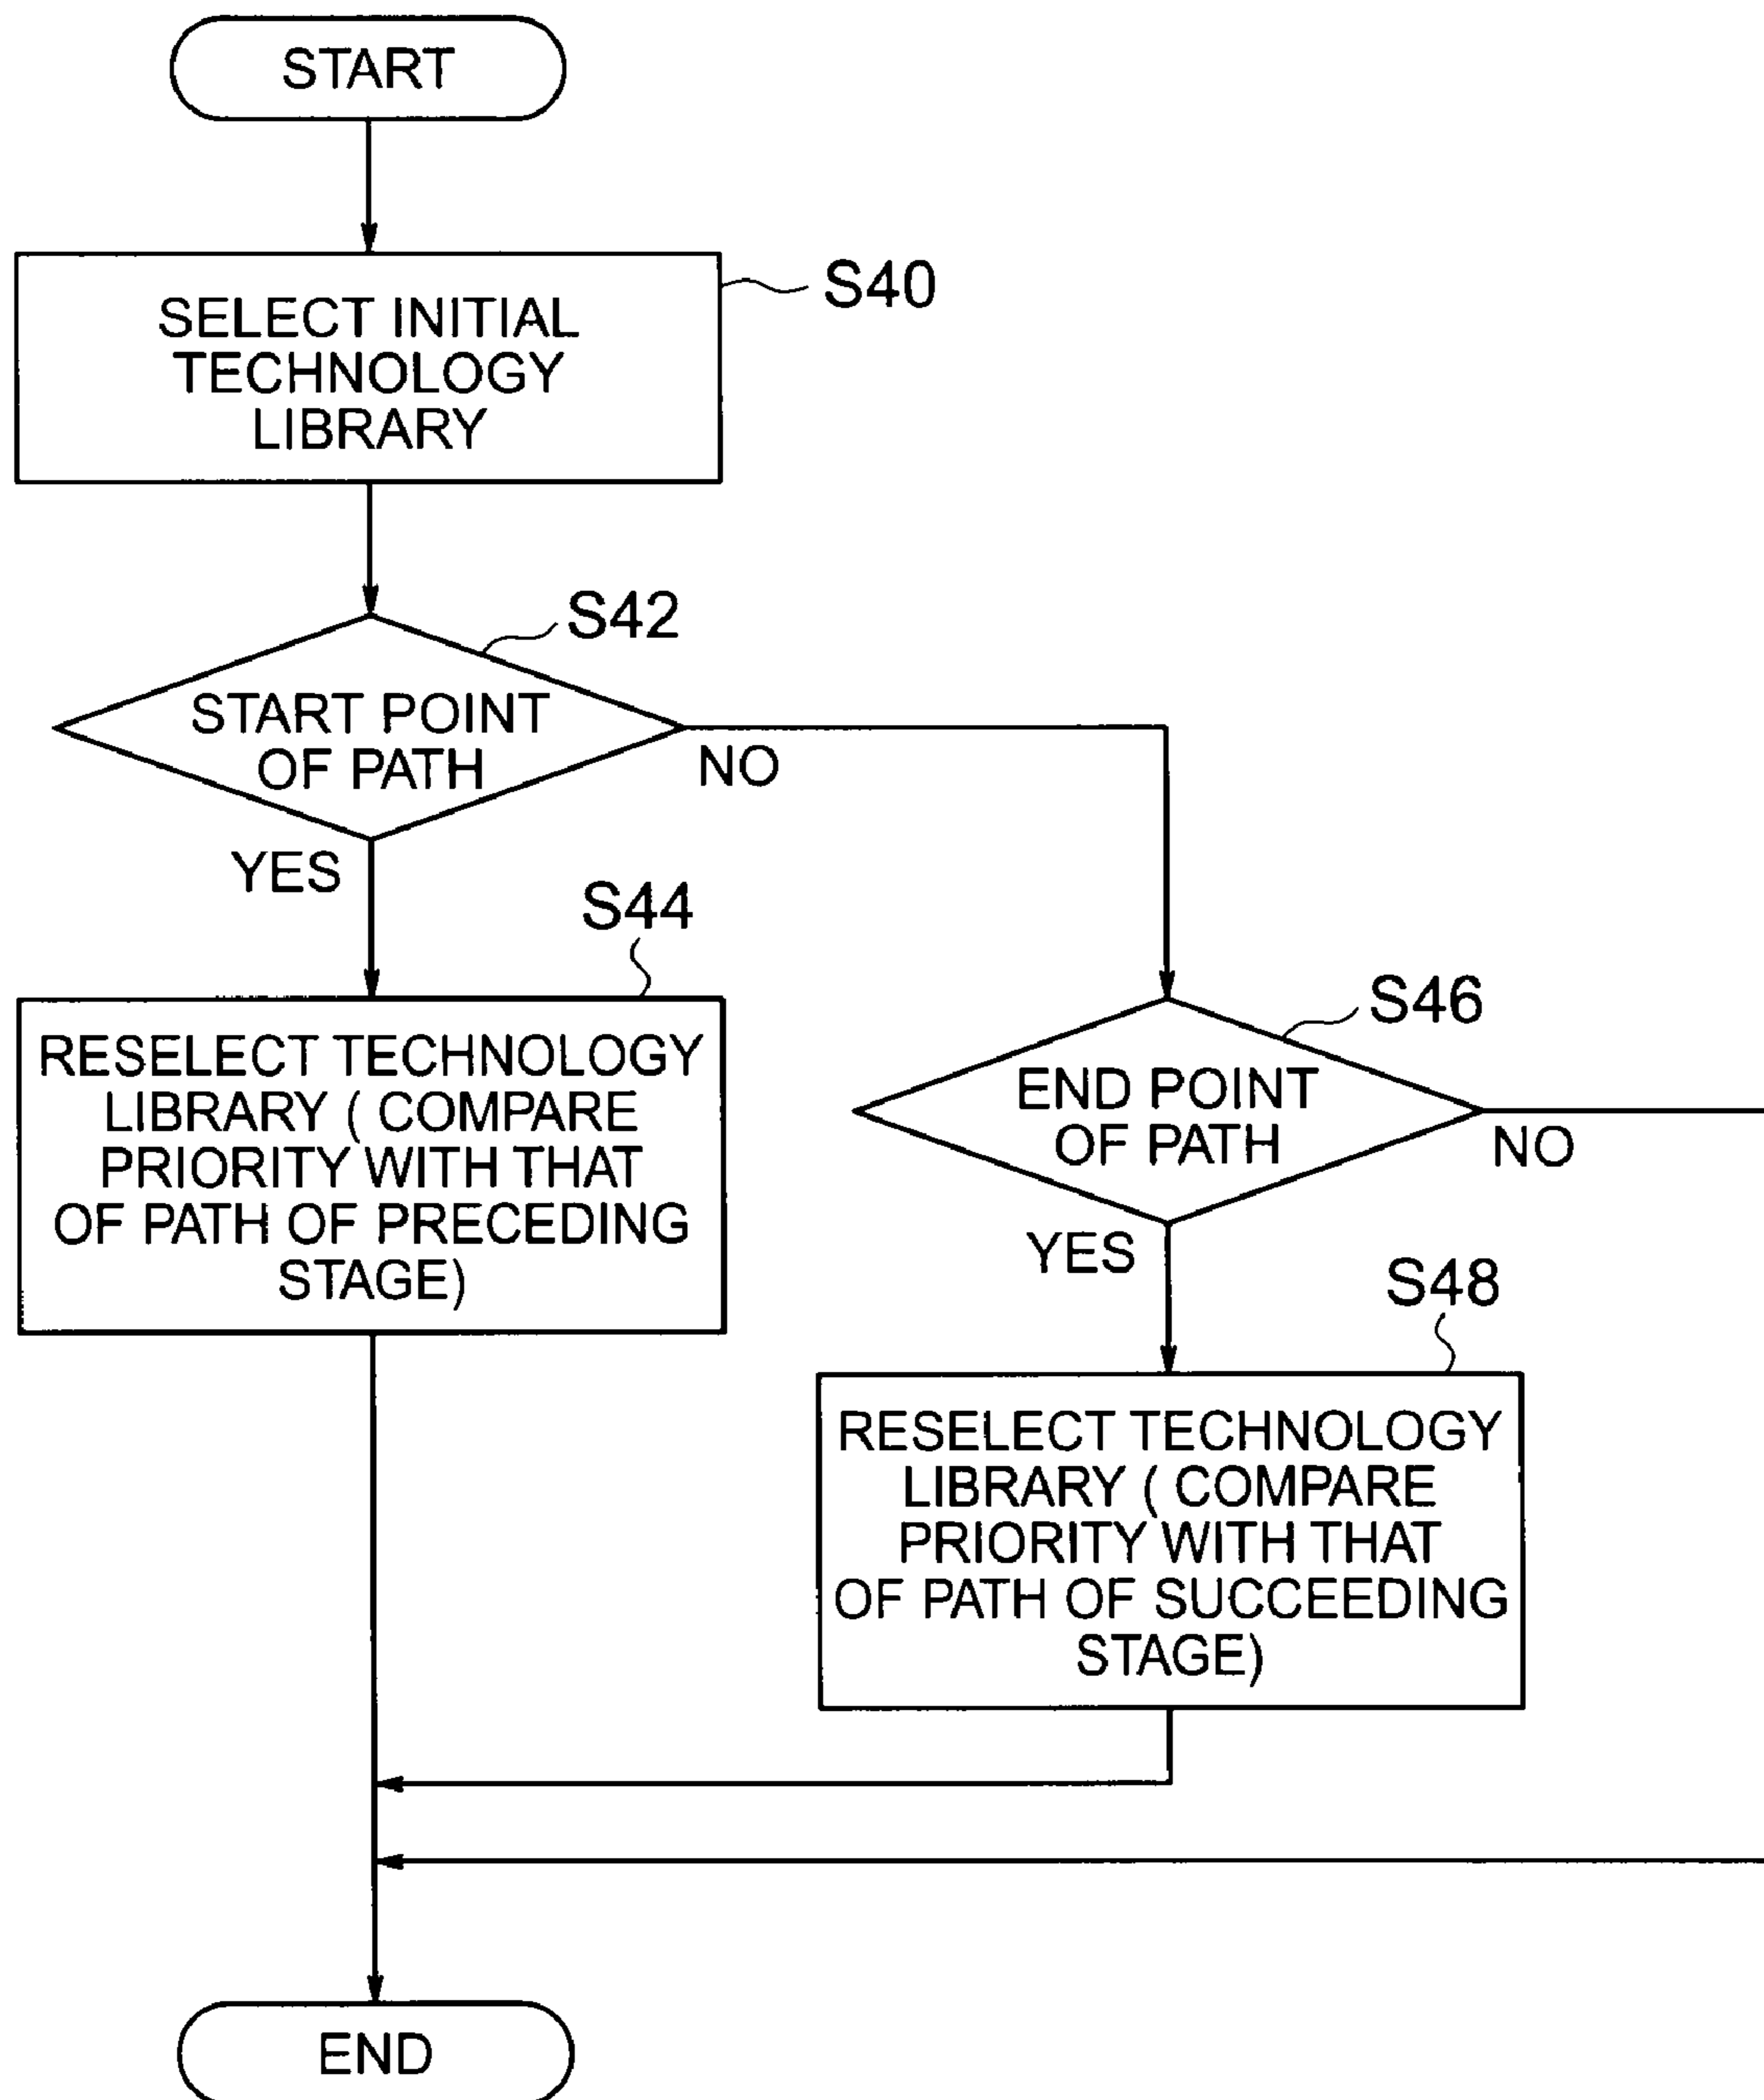 START
SELECT INITIAL
TECHNOLOGY
LIBRARY
S40
START POINT
OF PATH
S42
NO
YES
S44
RESELECT TECHNOLOGY
LIBRARY ( COMPARE
PRIORITY WITH THAT
OF PATH OF PRECEDING
STAGE)
S46
END POINT
OF PATH
NO
YES
S48
RESELECT TECHNOLOGY
LIBRARY ( COMPARE
PRIORITY WITH THAT
OF PATH OF SUCCEEDING
STAGE)
END